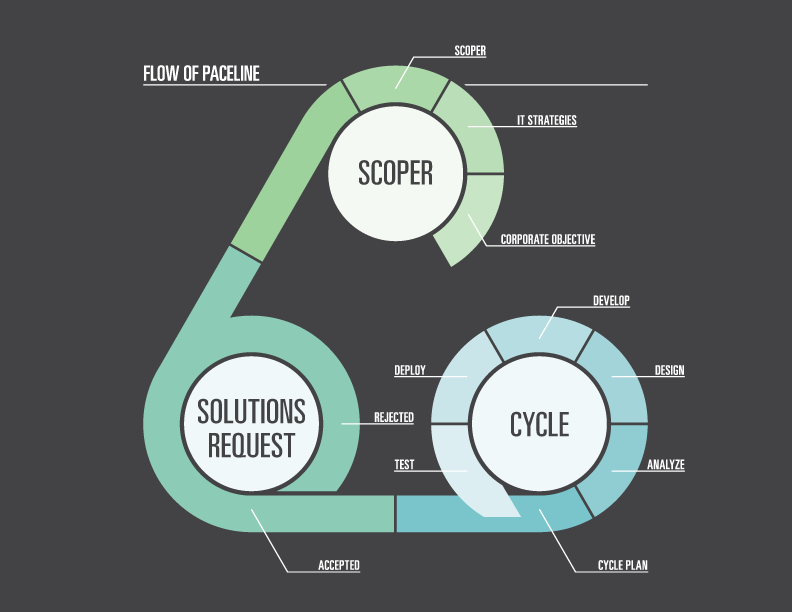 SCOPER
FLOW OF PACELINE
IT STRATEGIES
SCOPER
CORPORATE OBJECTIVE
DEVELOP
DEPLOY
DESIGN
SOLUTIONS
REQUEST
REJECTED
CYCLE
TEST
ANALYZE
ACCEPTED
CYCLE PLAN